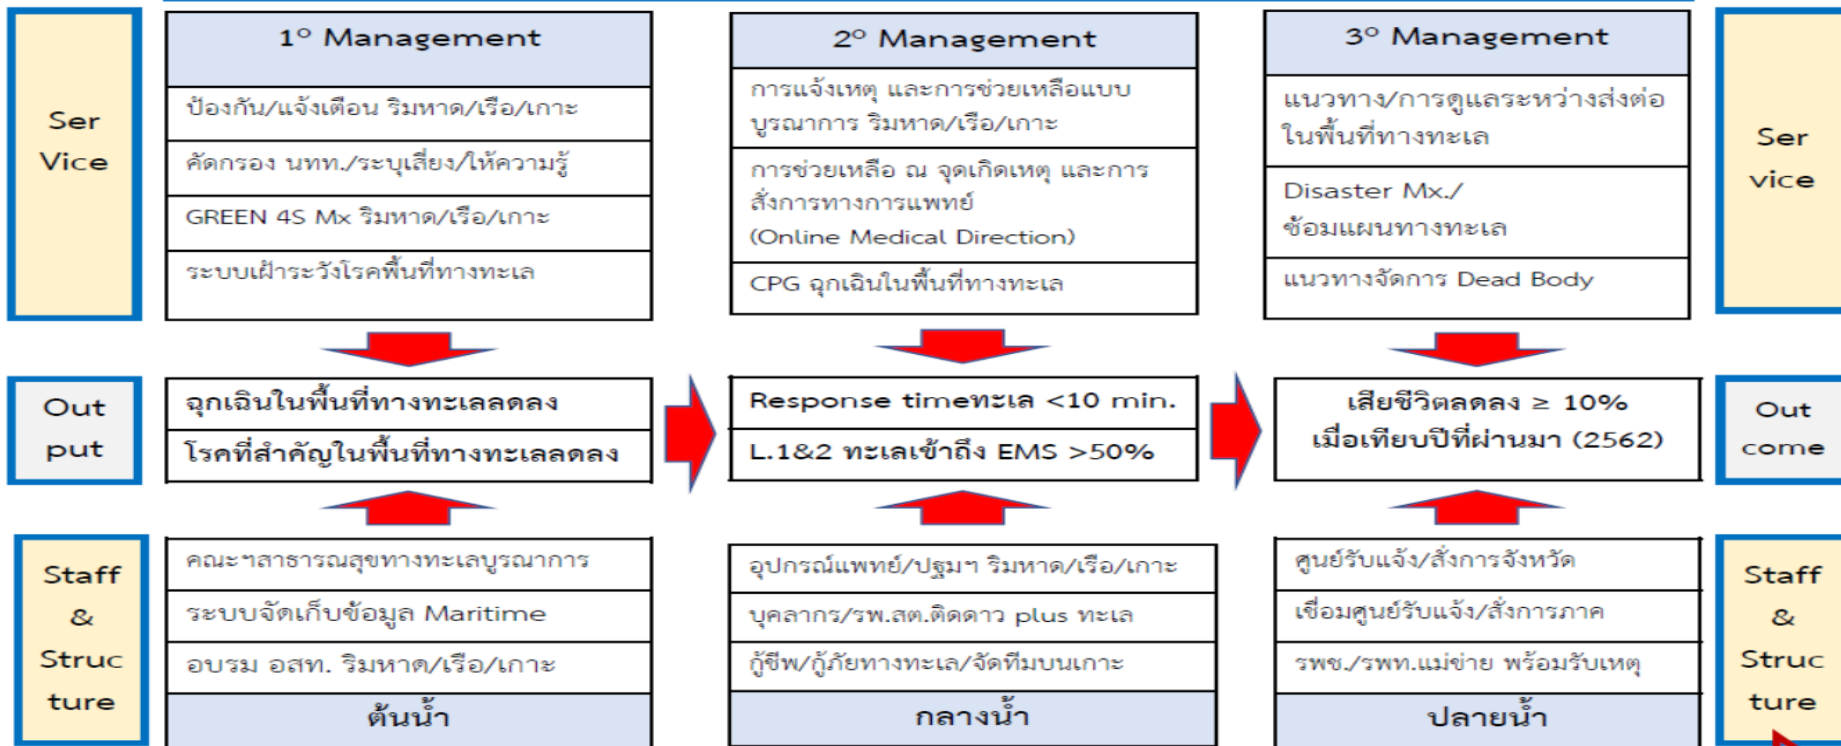 Ser
Vice
1° Management
ป้องกัน/แจ้งเตือน ริมหาด/เรือ/เกาะ
คัดกรอง นทท./ระบุเสี่ยง/ให้ความรู้
GREEN 4S Mx ริมหาด/เรือ/เกาะ
ระบบเฝ้าระวังโรคพื้นที่ทางทะเล
2° Management
การแจ้งเหตุ และการช่วยเหลือแบบ
บูรณาการ ริมหาด/เรือ/เกาะ
การช่วยเหลือ ณ จุดเกิดเหตุ และการ
สั่งการทางการแพทย์
(Online Medical Direction)
CPG ฉุกเฉินในพื้นที่ทางทะเล
3° Management
แนวทาง/การดูแลระหว่างส่งต่อ
ในพื้นที่ทางทะเล
Disaster Mx./
ซ้อมแผนทางทะเล
แนวทางจัดการ Dead Body
Ser
vice
Out
put
ฉุกเฉินในพื้นที่ทางทะเลลดลง
โรคที่สำคัญในพื้นที่ทางทะเลลดลง
Response timeทะเล <10 min.
L.1&2 ทะเลเข้าถึง EMS >50%
เสียชีวิตลดลง ≥ 10%
เมื่อเทียบปีที่ผ่านมา (2562)
Out
come
Staff
&
Struc
ture
คณะฯสาธารณสุขทางทะเลบูรณาการ
ระบบจัดเก็บข้อมูล Maritime
อบรม อสท. ริมหาด/เรือ/เกาะ
ต้นน้ำ
อุปกรณ์แพทย์/ปฐมฯ ริมหาด/เรือ/เกาะ
บุคลากร/รพ.สต.ติดดาว plus ทะเล
กู้ชีพ/กู้ภัยทางทะเล/จัดทีมบนเกาะ
กลางน้ำ
ศูนย์รับแจ้ง/สั่งการจังหวัด
เชื่อมศูนย์รับแจ้ง/สั่งการภาค
รพช./รพท.แม่ข่าย พร้อมรับเหตุ
ปลายน้ำ
Staff
&
Struc
ture